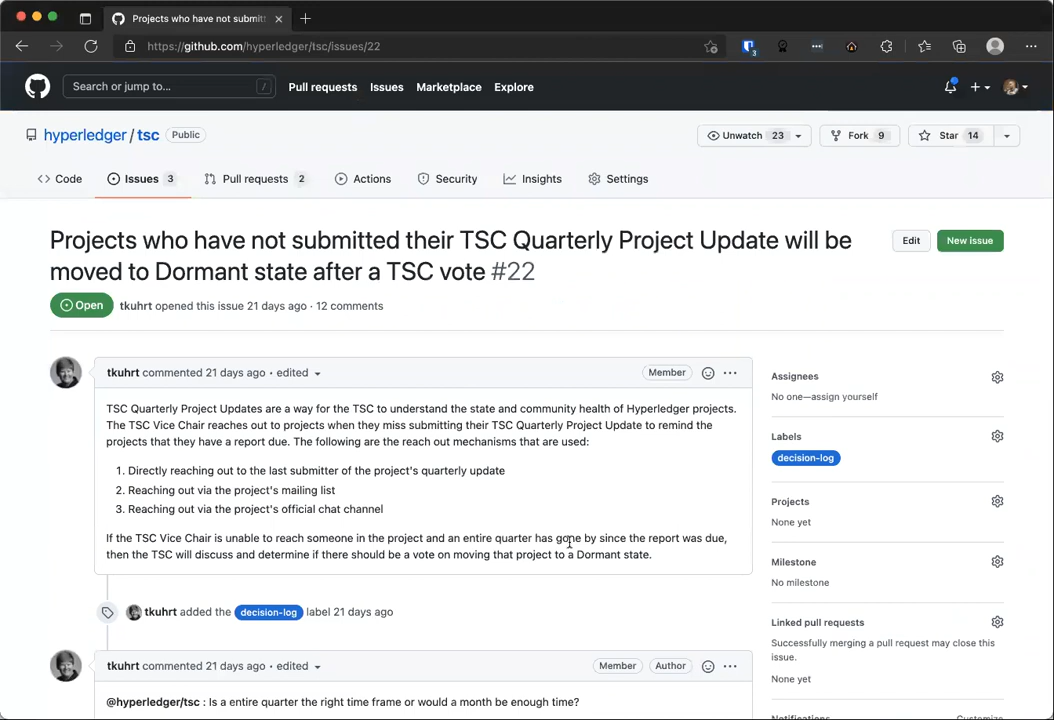 Projects who have not submit
https://github.com/hyperledger/tsc/issues/22
3
Search or jump to... /
Pull requests Issues Marketplace Explore
hyperledger / tsc Public
Unwatch 23 Fork 9 Star 14
Code Issues 3 Pull requests 2 Actions Security Insights Settings
Projects who have not submitted their TSC Quarterly Project Update will be
moved to Dormant state after a TSC vote #22
Edit New issue
Open tkuhrt opened this issue 21 days ago · 12 comments
tkuhrt commented 21 days ago · edited Member
TSC Quarterly Project Updates are a way for the TSC to understand the state and community health of Hyperledger projects.
The TSC Vice Chair reaches out to projects when they miss submitting their TSC Quarterly Project Update to remind the
projects that they have a report due. The following are the reach out mechanisms that are used:
1. Directly reaching out to the last submitter of the project's quarterly update
2. Reaching out via the project's mailing list
3. Reaching out via the project's official chat channel
If the TSC Vice Chair is unable to reach someone in the project and an entire quarter has gone by since the report was due,
then the TSC will discuss and determine if there should be a vote on moving that project to a Dormant state.
tkuhrt added the decision-log label 21 days ago
tkuhrt commented 21 days ago · edited Member Author
@hyperledger/tsc : Is a entire quarter the right time frame or would a month be enough time?
Assignees
No one—assign yourself
Labels
decision-log
Projects
None yet
Milestone
No milestone
Linked pull requests
Successfully merging a pull request may close this
issue.
None yet
Notifications Customize